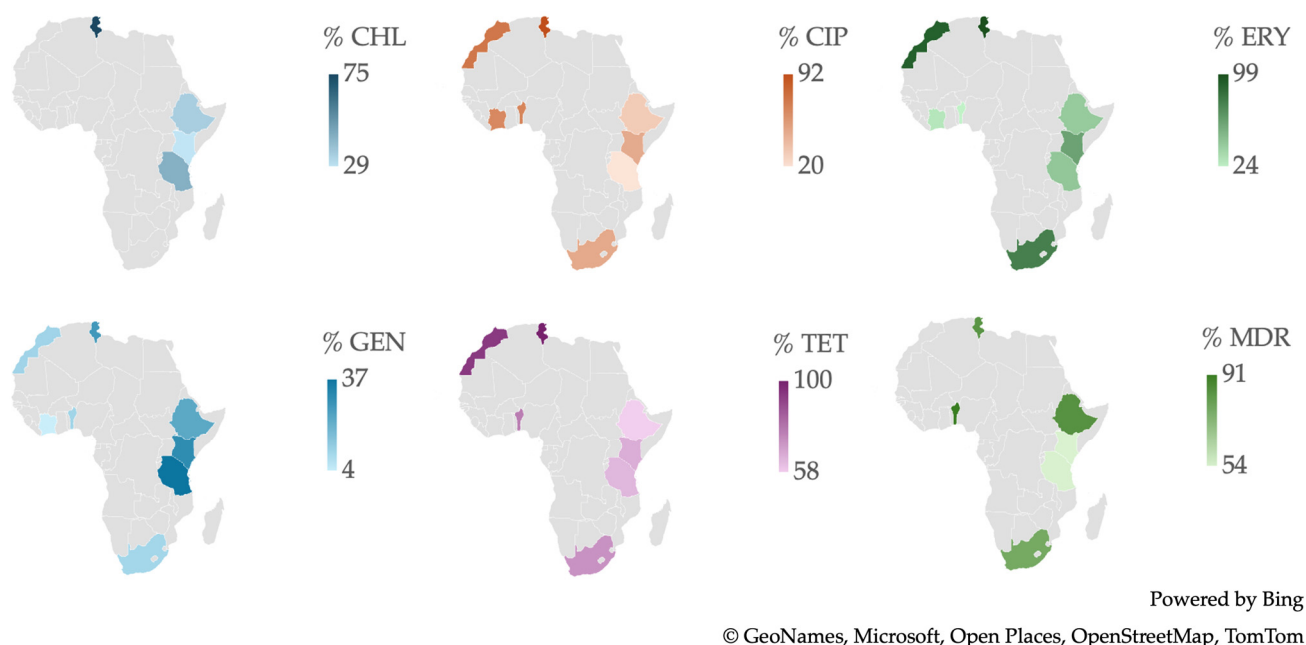 % CHL
75
29
% CIP
92
20
% ERY
99
24
% GEN
37
4
% TET
100
58
% MDR
91
54
Powered by Bing
© GeoNames, Microsoft, Open Places, OpenStreetMap, TomTom